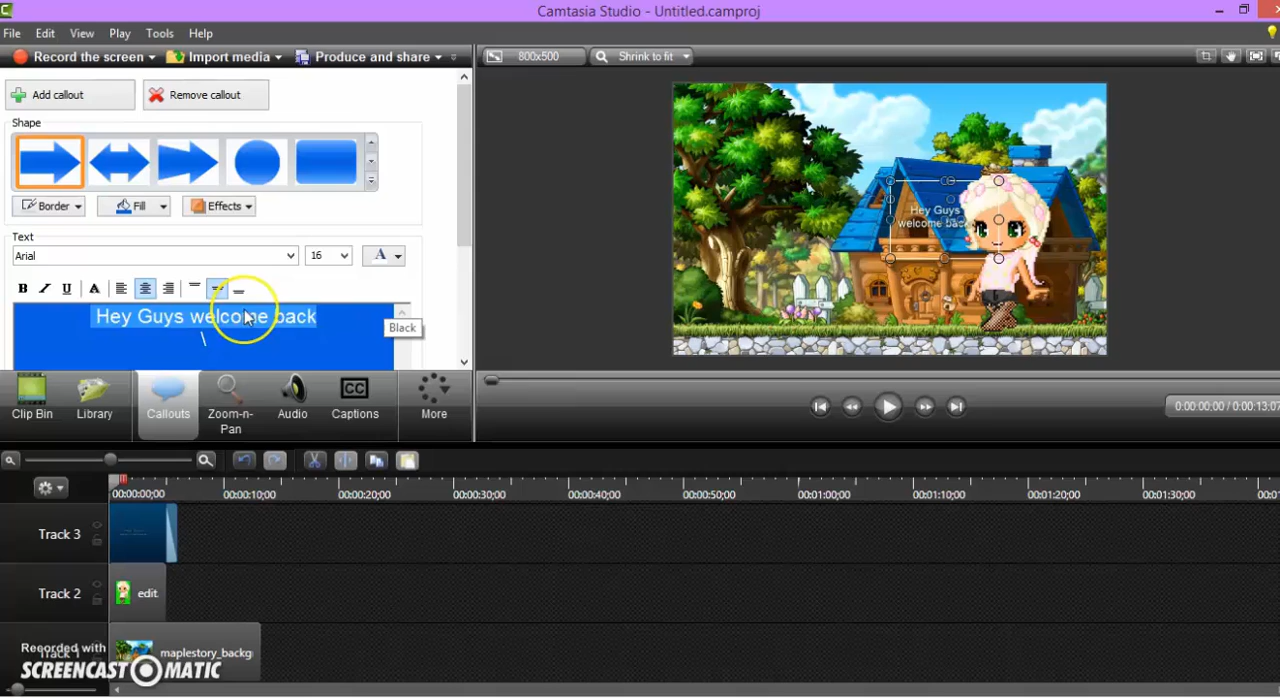 Camtasia Studio - Untitled.camproj
File Edit View Play Tools Help
Record the screen Import media Produce and share
800x500 Shrink to fit
Add callout Remove callout
Shape
Border Fill Effects
Text
Arial 16 A
B I U A
Hey Guys welcome back
\
Black
Hey Guys
welcome back
Clip Bin Library Callouts Zoom-n-Pan Audio Captions More
CC
0:00:00;00 / 0:00:13;07
00:00:00;00 00:00:10;00 00:00:20;00 00:00:30;00 00:00:40;00 00:00:50;00 00:01:00;00 00:01:10;00 00:01:20;00 00:01:30;00
Track 3
Track 2 edit
Track 1 maplestory_backg
Recorded with
SCREENCAST-O-MATIC